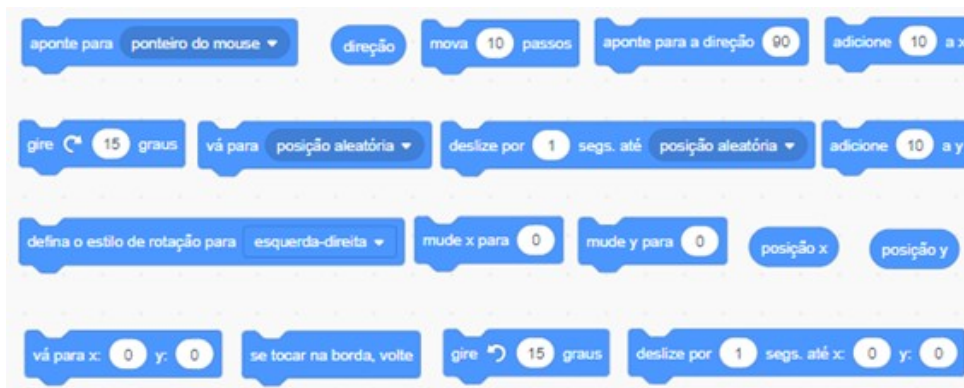 aponte para ponteiro do mouse direção mova 10 passos aponte para a direção 90 adicione 10 a x
gire 15 graus vá para posição aleatória deslize por 1 segs. até posição aleatória adicione 10 a y
defina o estilo de rotação para esquerda-direita mude x para 0 mude y para 0 posição x posição y
vá para x: 0 y: 0 se tocar na borda, volte gire 15 graus deslize por 1 segs. até x: 0 y: 0